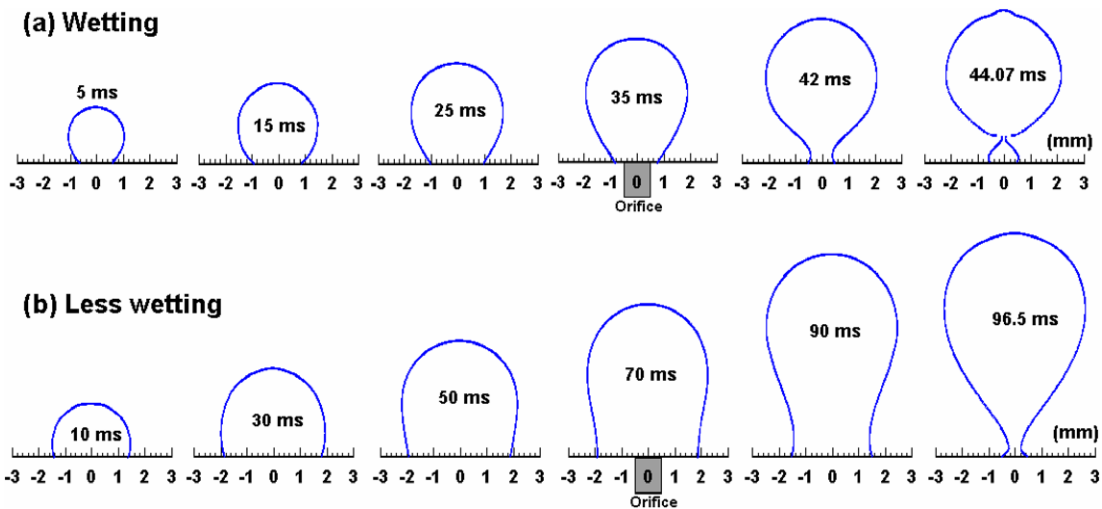 (a) Wetting
5 ms 15 ms 25 ms 35 ms 42 ms 44.07 ms
(mm)
-3 -2 -1 0 1 2 3 -3 -2 -1 0 1 2 3 -3 -2 -1 0 1 2 3 -3 -2 -1 0 1 2 3 -3 -2 -1 0 1 2 3 -3 -2 -1 0 1 2 3
Orifice
(b) Less wetting
10 ms 30 ms 50 ms 70 ms 90 ms 96.5 ms
(mm)
-3 -2 -1 0 1 2 3 -3 -2 -1 0 1 2 3 -3 -2 -1 0 1 2 3 -3 -2 -1 0 1 2 3 -3 -2 -1 0 1 2 3 -3 -2 -1 0 1 2 3
Orifice